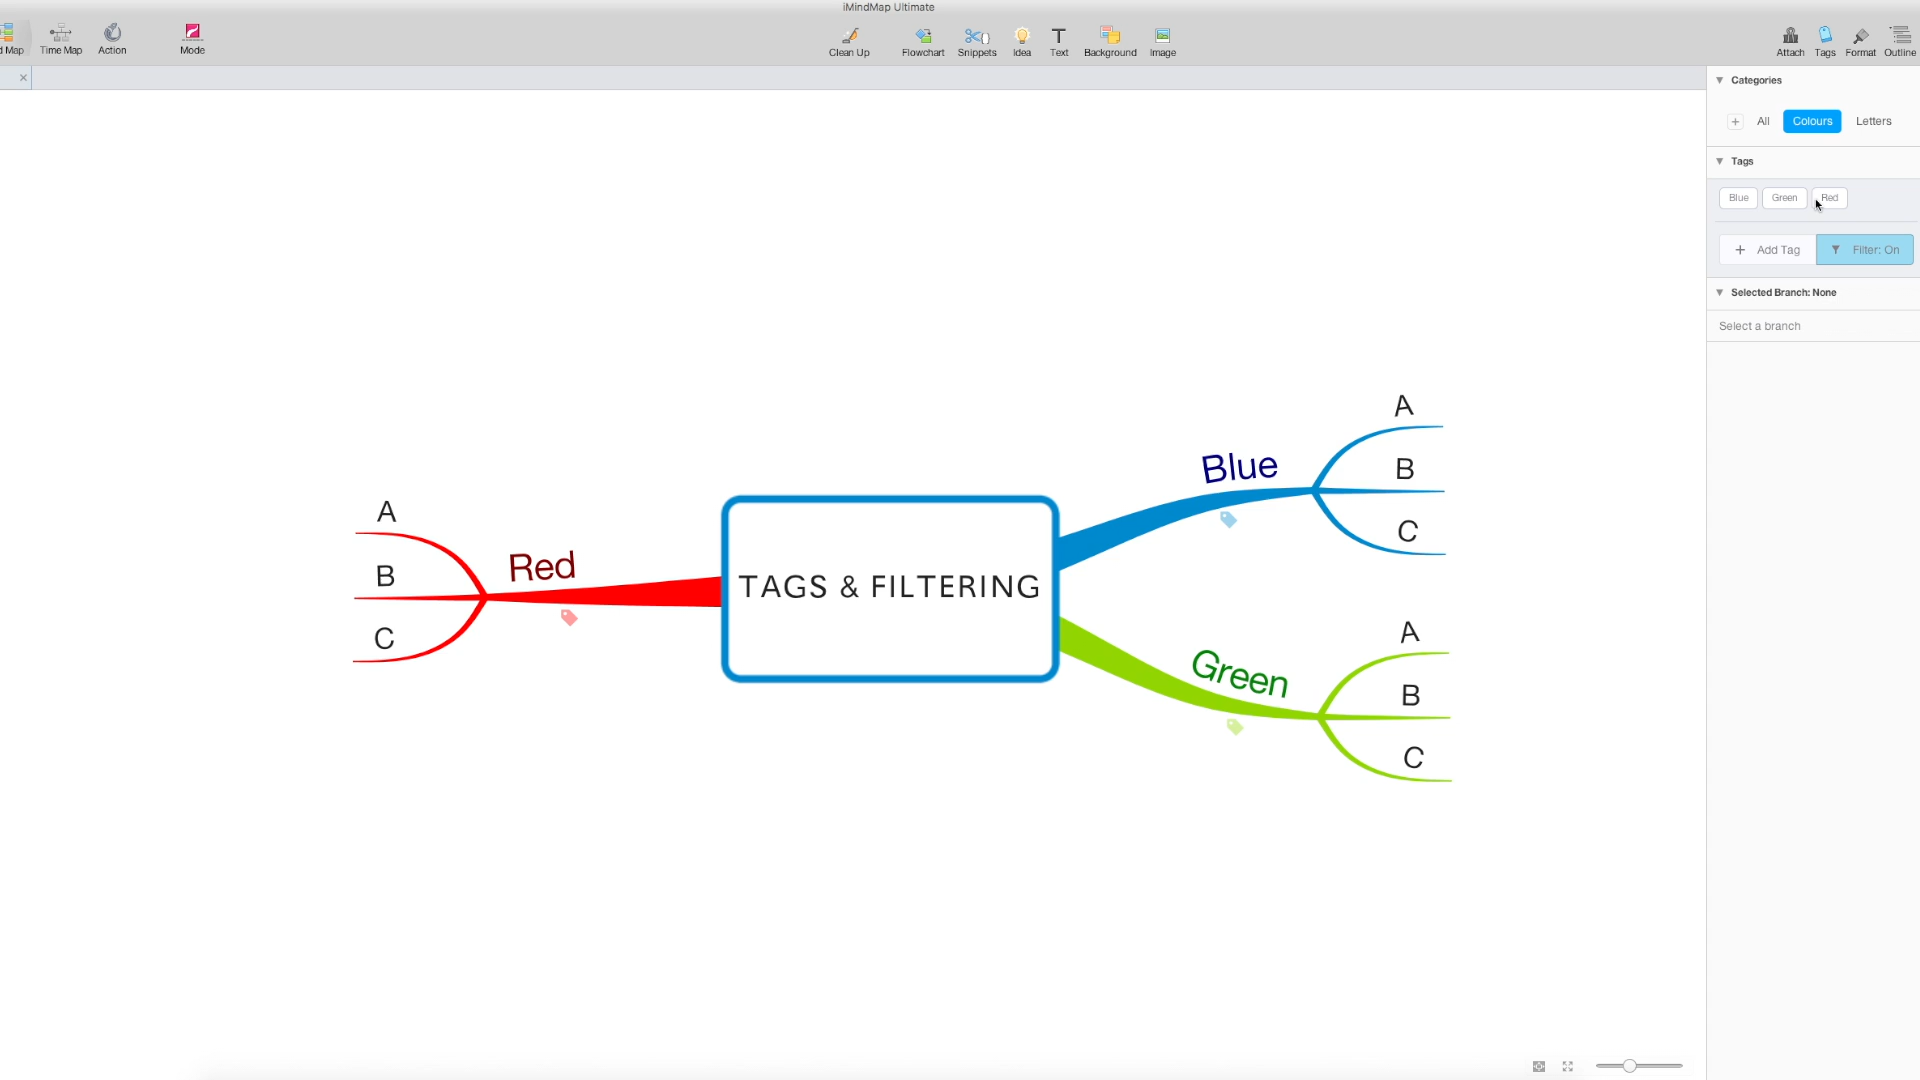 iMindMap Ultimate
d Map Time Map Action Mode Clean Up Flowchart Snippets Idea Text Background Image Attach Tags Format Outline
Categories
+ All Colours Letters
Tags
Blue Green Red
+ Add Tag Filter: On
Selected Branch: None
Select a branch
A
B
C
Blue
A
B
C
Red
TAGS & FILTERING
A
B
C
Green